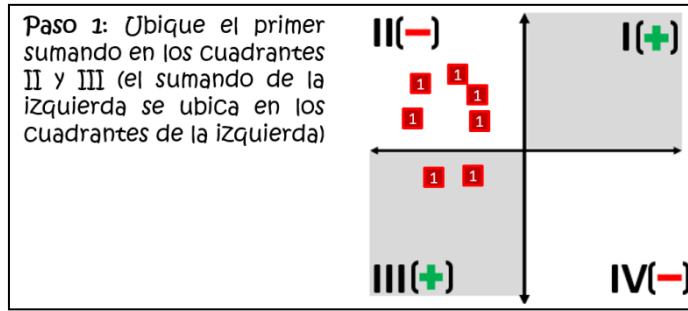 Paso 1: Ubique el primer
sumando en los cuadrantes
II y III (el sumando de la
izquierda se ubica en los
cuadrantes de la izquierda)
II(−) I(+)
1
1
1
1
1
1
1 1
III(+) IV(−)